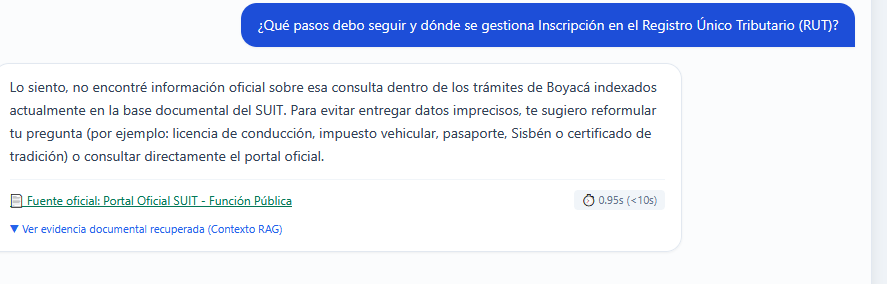 ¿Qué pasos debo seguir y dónde se gestiona Inscripción en el Registro Único Tributario (RUT)?
Lo siento, no encontré información oficial sobre esa consulta dentro de los trámites de Boyacá indexados
actualmente en la base documental del SUIT. Para evitar entregar datos imprecisos, te sugiero reformular
tu pregunta (por ejemplo: licencia de conducción, impuesto vehicular, pasaporte, Sisbén o certificado de
tradición) o consultar directamente el portal oficial.
Fuente oficial: Portal Oficial SUIT - Función Pública
0.95s (<10s)
▼ Ver evidencia documental recuperada (Contexto RAG)